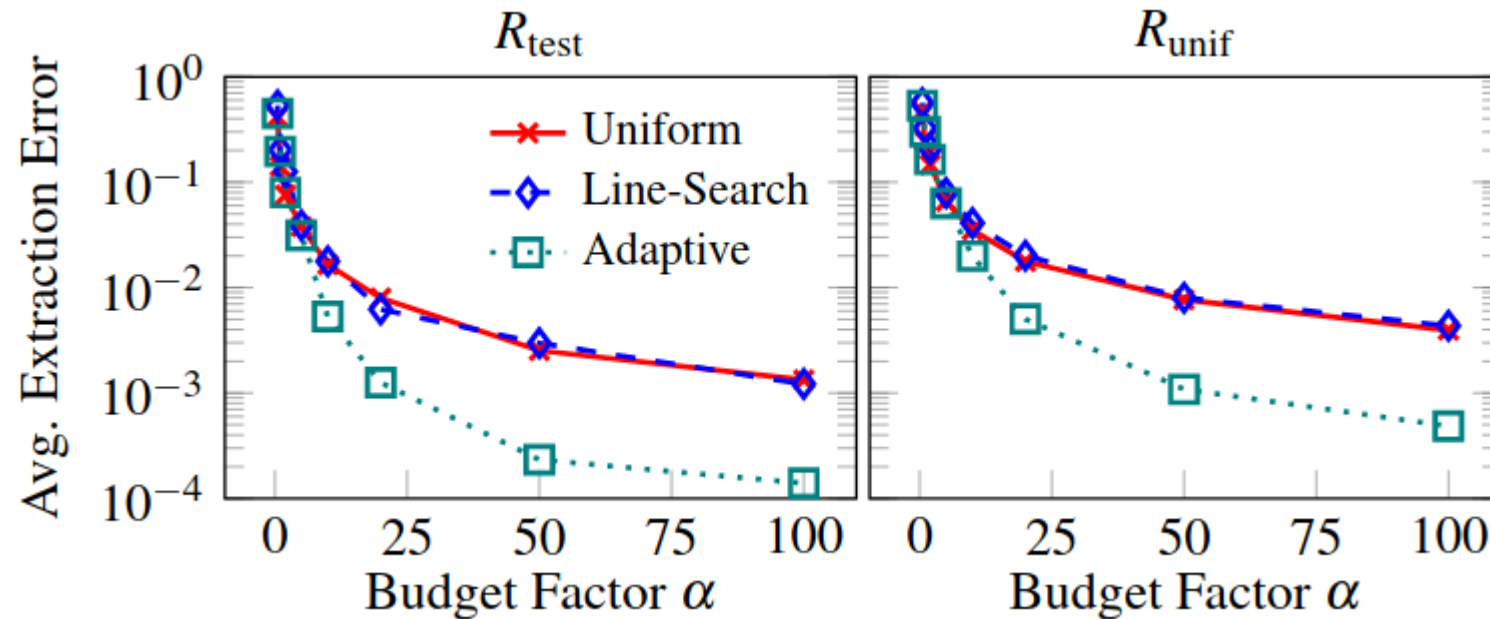 R_test
R_unif
Avg. Extraction Error
10^0
10^−1
10^−2
10^−3
10^−4
Uniform
Line-Search
Adaptive
0 25 50 75 100
0 25 50 75 100
Budget Factor α
Budget Factor α